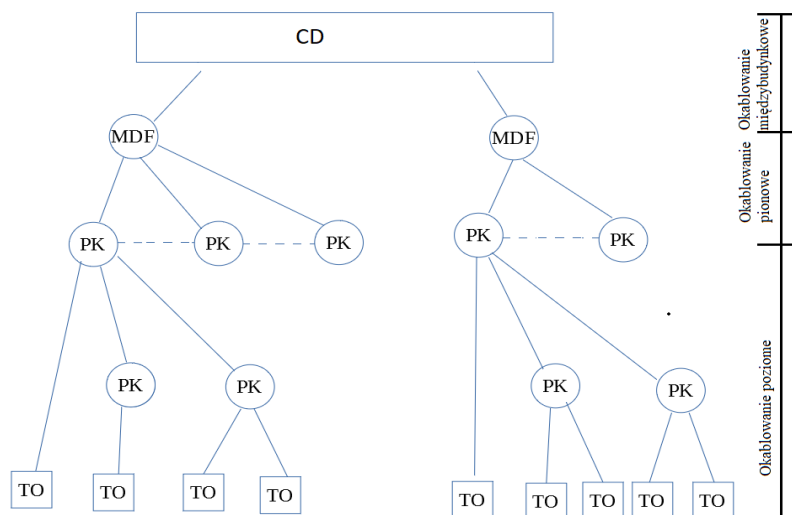 CD
MDF
MDF
PK
PK
PK
PK
PK
PK
PK
PK
PK
TO
TO
TO
TO
TO
TO
TO
TO
TO
Okablowanie
międzybudynkowe
Okablowanie
pionowe
Okablowanie poziome